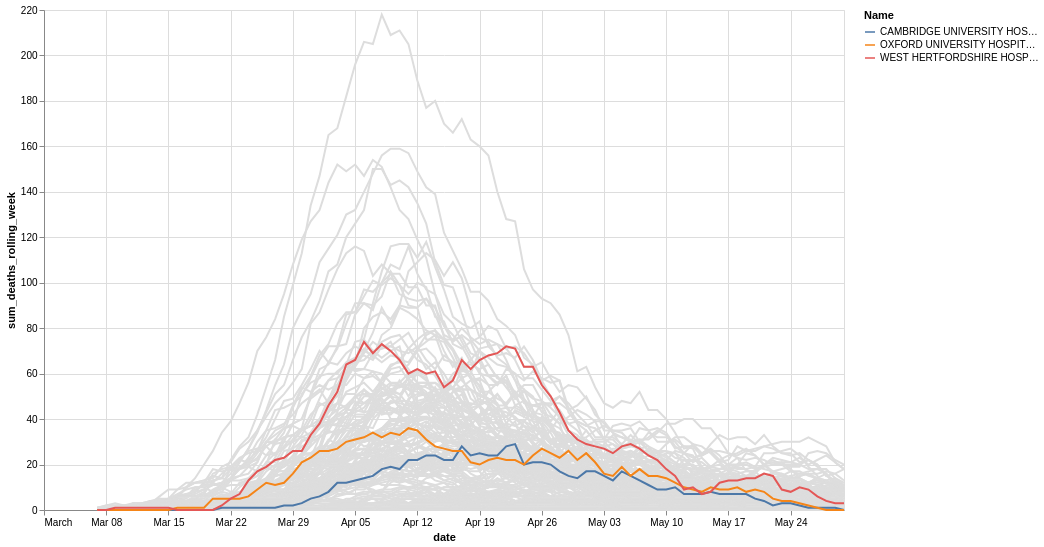 220
200
180
160
140
120
100
80
60
40
20
0
sum_deaths_rolling_week
March
Mar 08
Mar 15
Mar 22
Mar 29
Apr 05
Apr 12
Apr 19
Apr 26
May 03
May 10
May 17
May 24
date
Name
CAMBRIDGE UNIVERSITY HOS…
OXFORD UNIVERSITY HOSPIT…
WEST HERTFORDSHIRE HOSP…